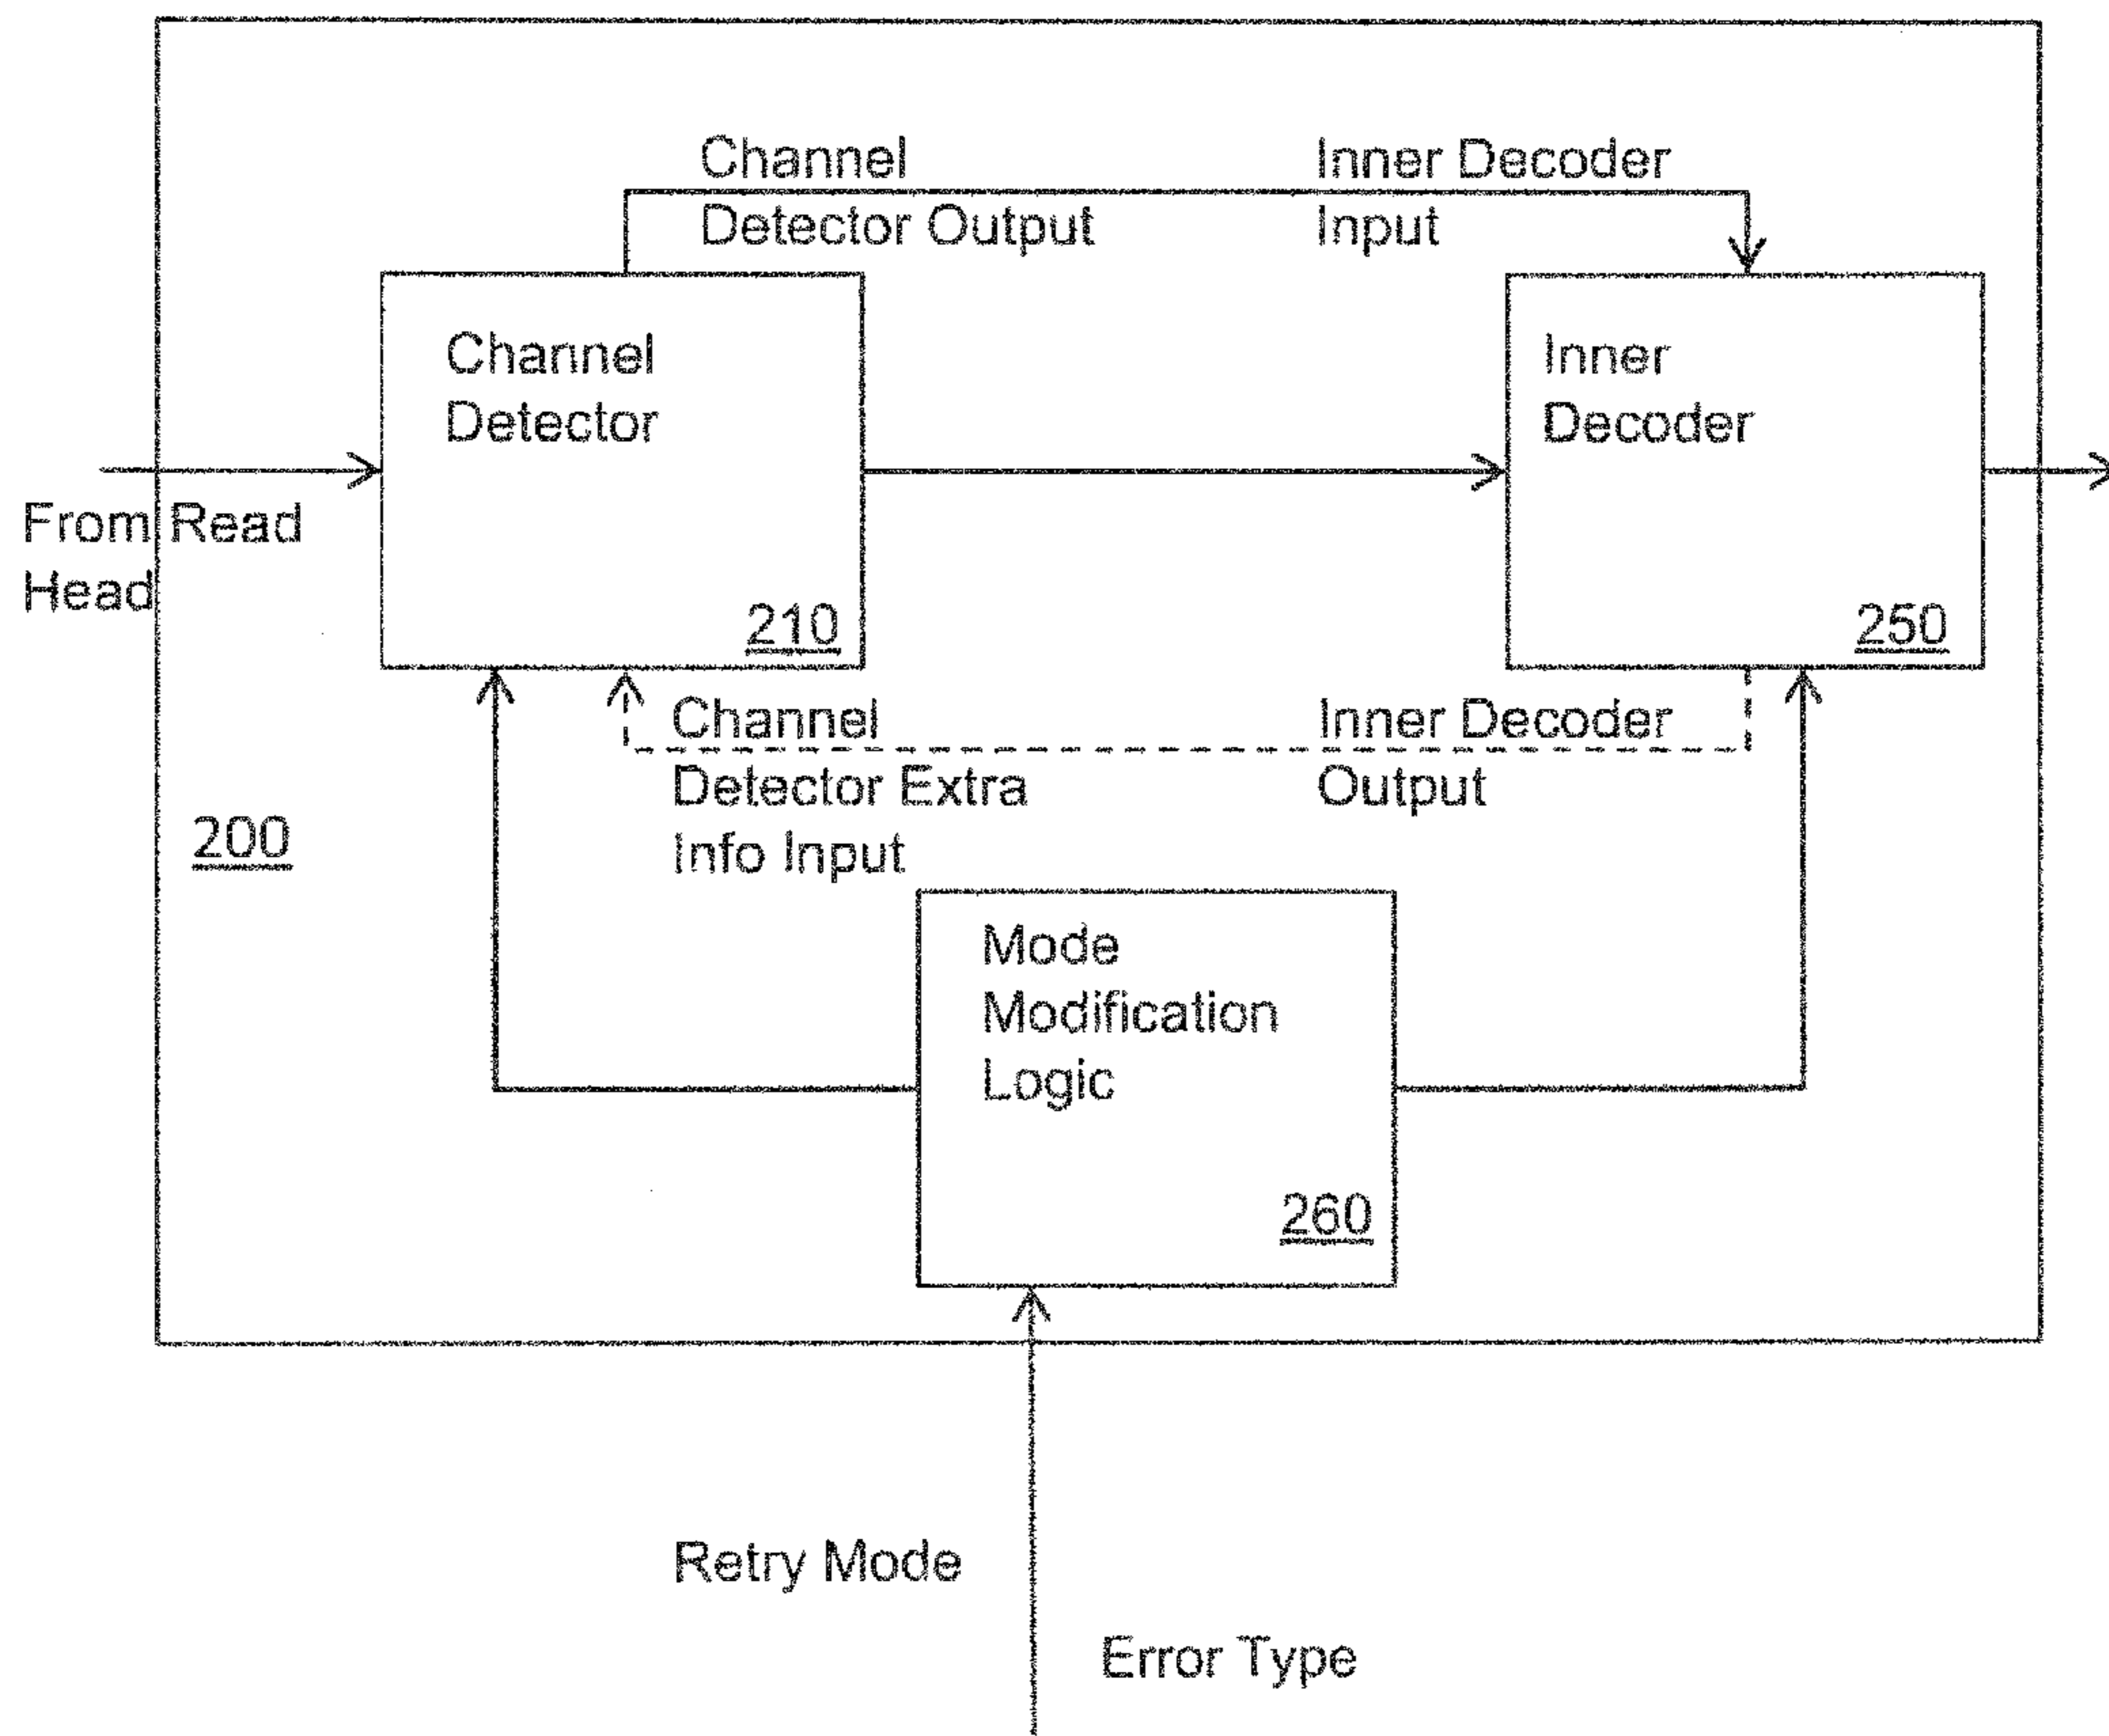 Channel
Detector Output
Inner Decoder
Input
Channel
Detector
210
Inner
Decoder
250
From Read
Head
Channel
Detector Extra
Info Input
Inner Decoder
Output
200
Mode
Modification
Logic
260
Retry Mode
Error Type